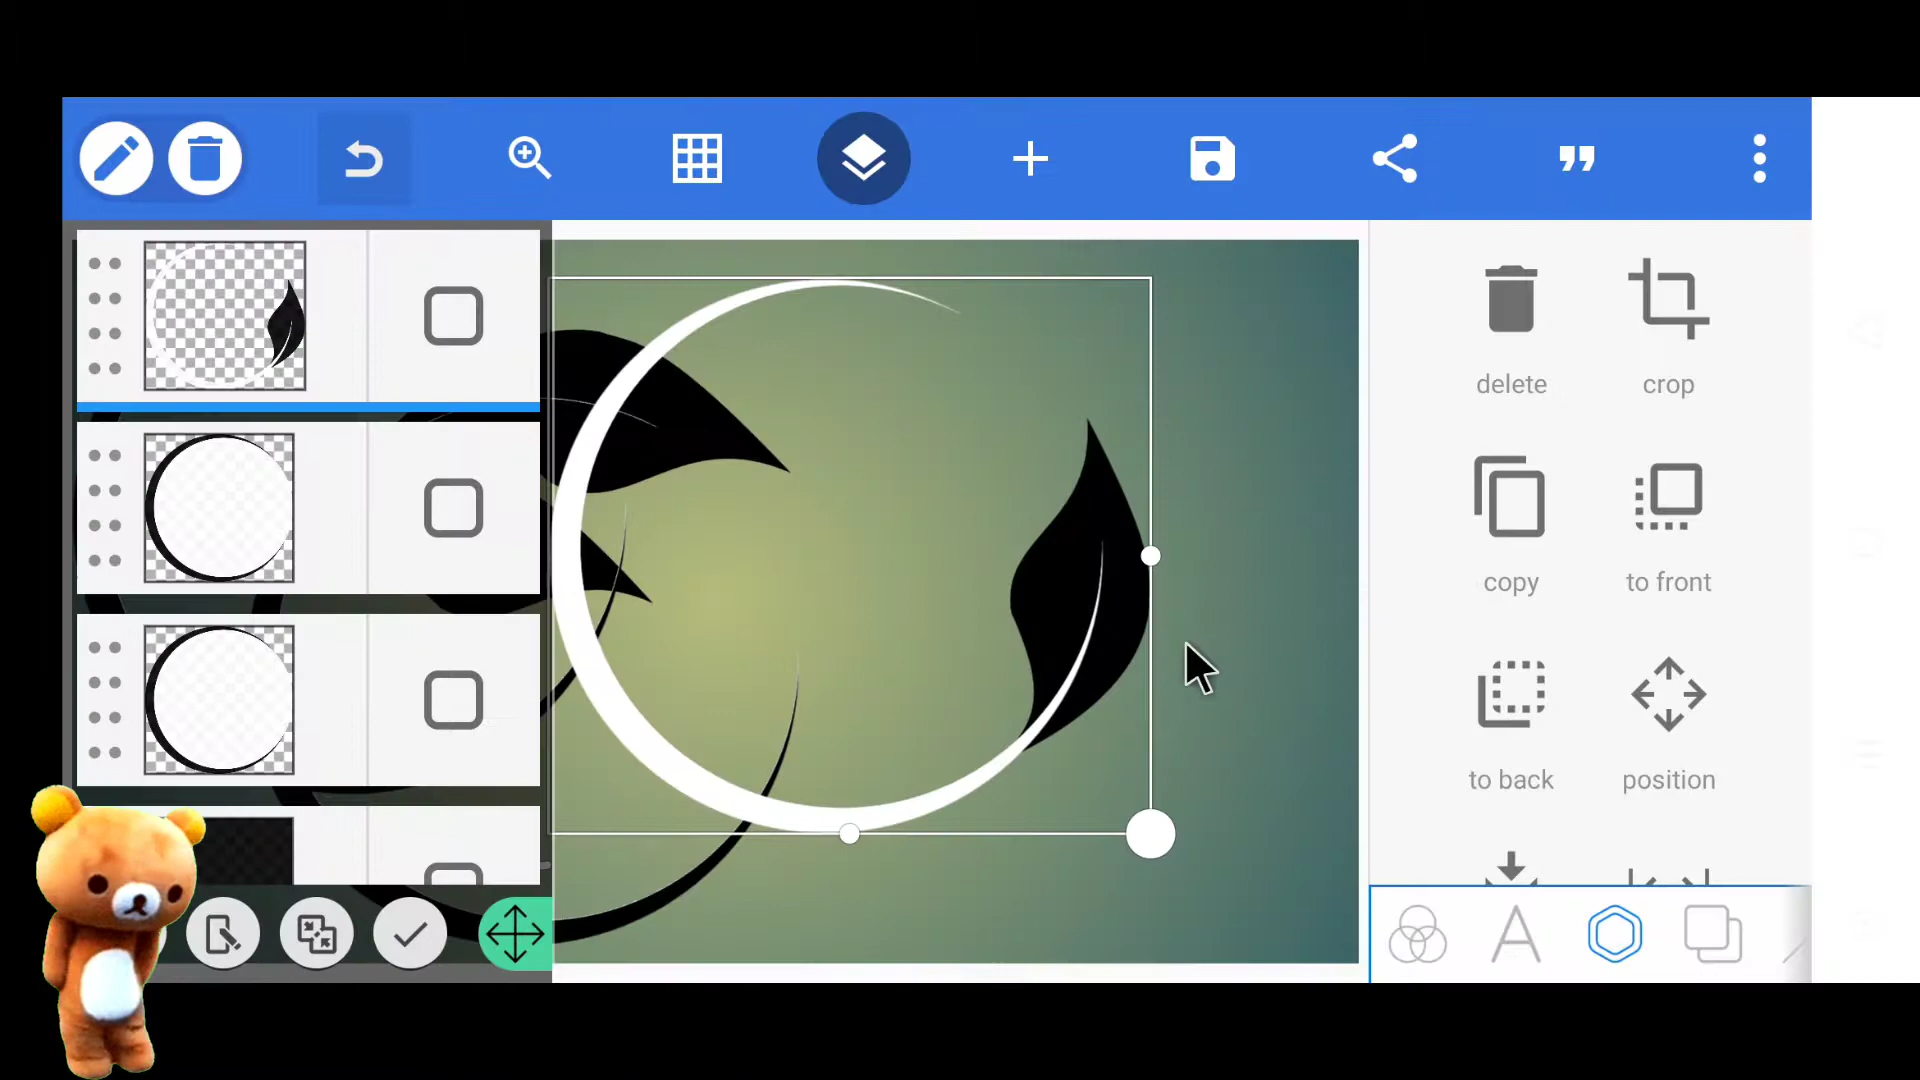 delete
crop
copy
to front
to back
position